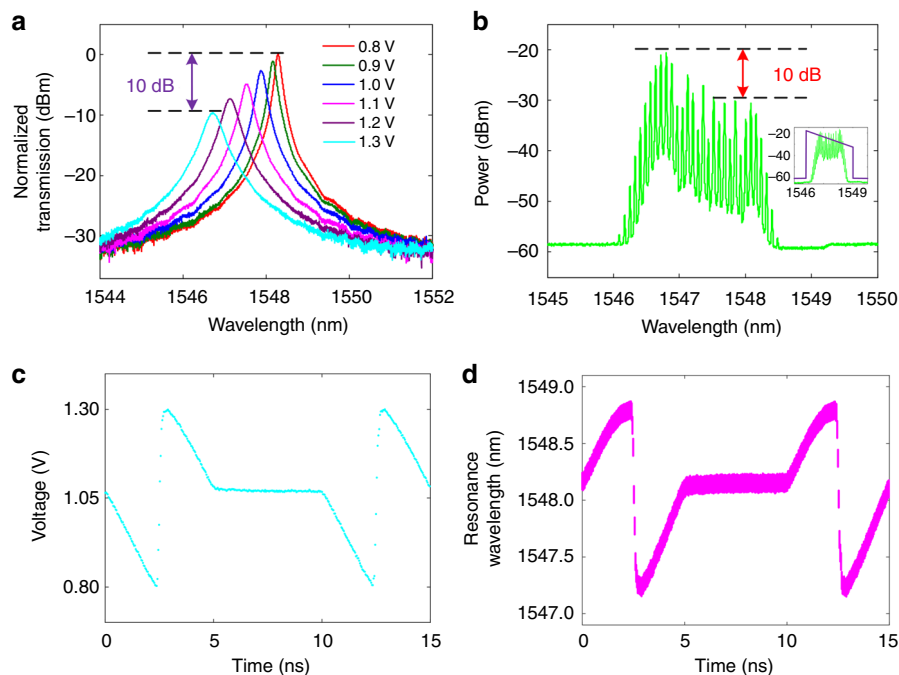 a
Normalized
transmission (dBm)
0
−10
−20
−30
10 dB
0.8 V
0.9 V
1.0 V
1.1 V
1.2 V
1.3 V
1544 1546 1548 1550 1552
Wavelength (nm)
b
Power (dBm)
−20
−30
−40
−50
−60
10 dB
−20
−40
−60
1546 1549
1545 1546 1547 1548 1549 1550
Wavelength (nm)
c
Voltage (V)
1.30
1.05
0.80
0 5 10 15
Time (ns)
d
Resonance
wavelength (nm)
1549.0
1548.5
1548.0
1547.5
1547.0
0 5 10 15
Time (ns)